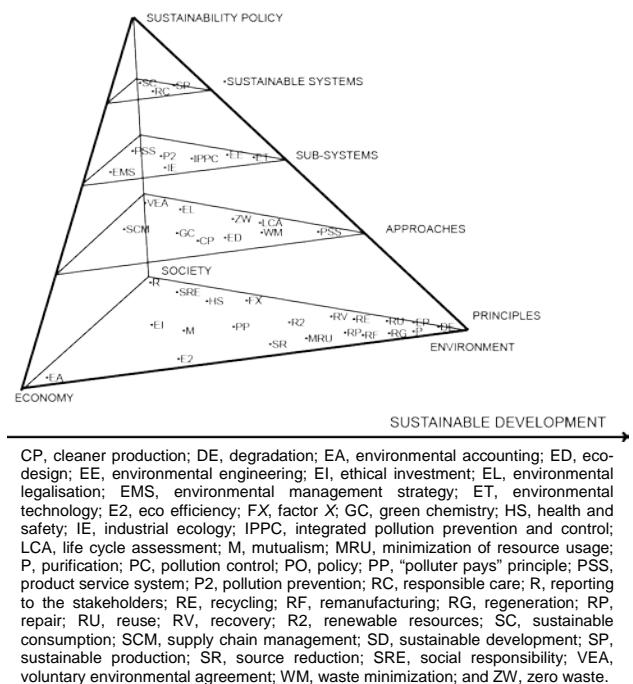 SUSTAINABILITY POLICY
•SC •SP •SUSTAINABLE SYSTEMS
•RC
•PSS •P2 •IPPC •EE •ET SUB-SYSTEMS
•EMS •IE
•VEA •EL
•ZW •LCA
•SCM •GC •CP •ED •WM •PSS APPROACHES
SOCIETY
•R
•SRE •HS •FX PRINCIPLES
•EI •M •PP •R2 •RV •RE •RU •EP •DE
•SR •MRU •RP •RF •RG •P
ENVIRONMENT
•E2
•EA
ECONOMY
SUSTAINABLE DEVELOPMENT
CP, cleaner production; DE, degradation; EA, environmental accounting; ED, eco-
design; EE, environmental engineering; EI, ethical investment; EL, environmental
legalisation; EMS, environmental management strategy; ET, environmental
technology; E2, eco efficiency; FX, factor X; GC, green chemistry; HS, health and
safety; IE, industrial ecology; IPPC, integrated pollution prevention and control;
LCA, life cycle assessment; M, mutualism; MRU, minimization of resource usage;
P, purification; PC, pollution control; PO, policy; PP, “polluter pays” principle; PSS,
product service system; P2, pollution prevention; RC, responsible care; R, reporting
to the stakeholders; RE, recycling; RF, remanufacturing; RG, regeneration; RP,
repair; RU, reuse; RV, recovery; R2, renewable resources; SC, sustainable
consumption; SCM, supply chain management; SD, sustainable development; SP,
sustainable production; SR, source reduction; SRE, social responsibility; VEA,
voluntary environmental agreement; WM, waste minimization; and ZW, zero waste.